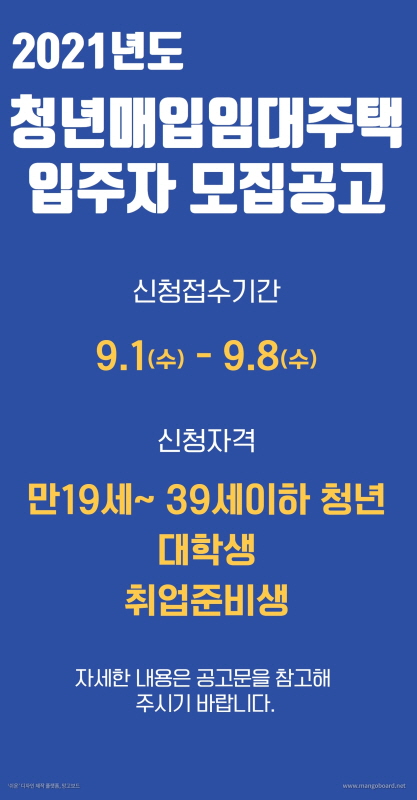 2021년도
청년매입임대주택
입주자 모집공고
신청접수기간
9.1(수) - 9.8(수)
신청자격
만19세~ 39세이하 청년
대학생
취업준비생
자세한 내용은 공고문을 참고해
주시기 바랍니다.
www.mangoboard.net